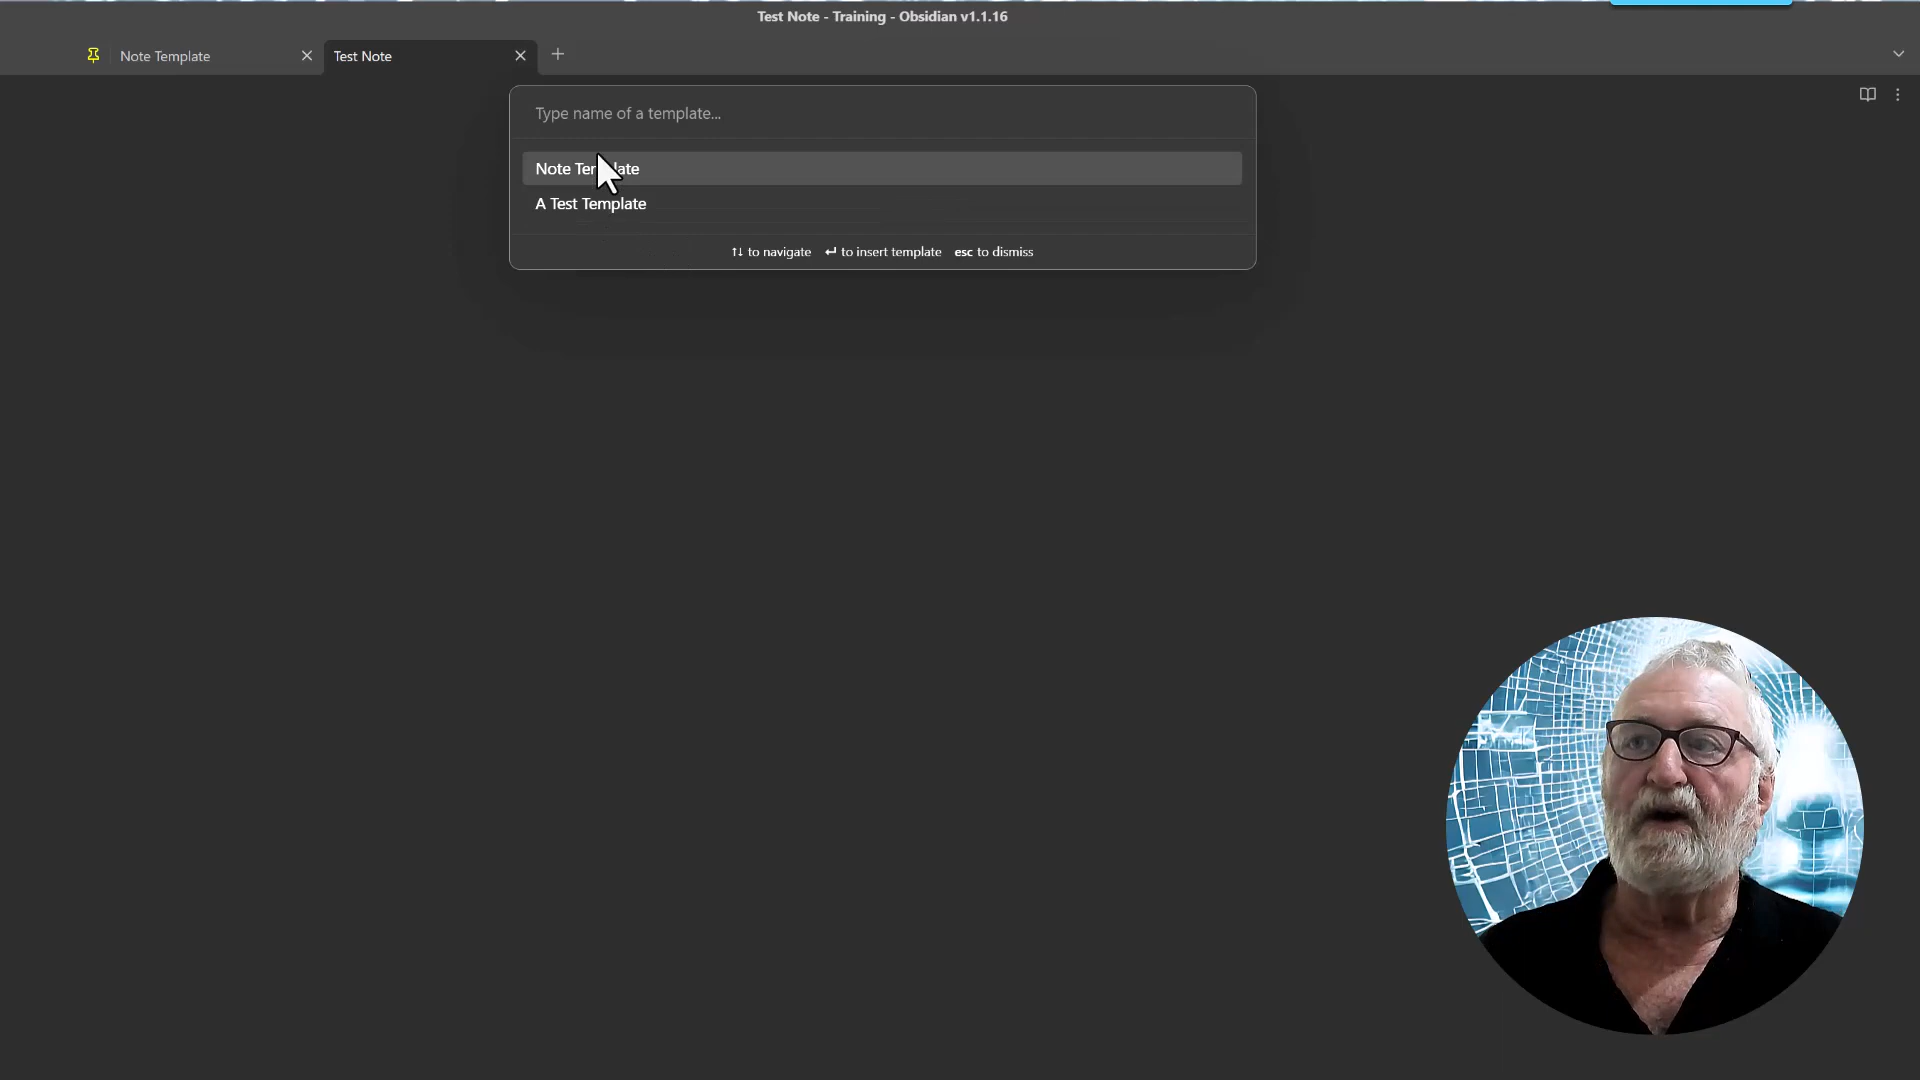 Test Note - Training - Obsidian v1.1.16
Note Template
Test Note
Type name of a template...
Note Template
A Test Template
↑↓ to navigate ↵ to insert template esc to dismiss